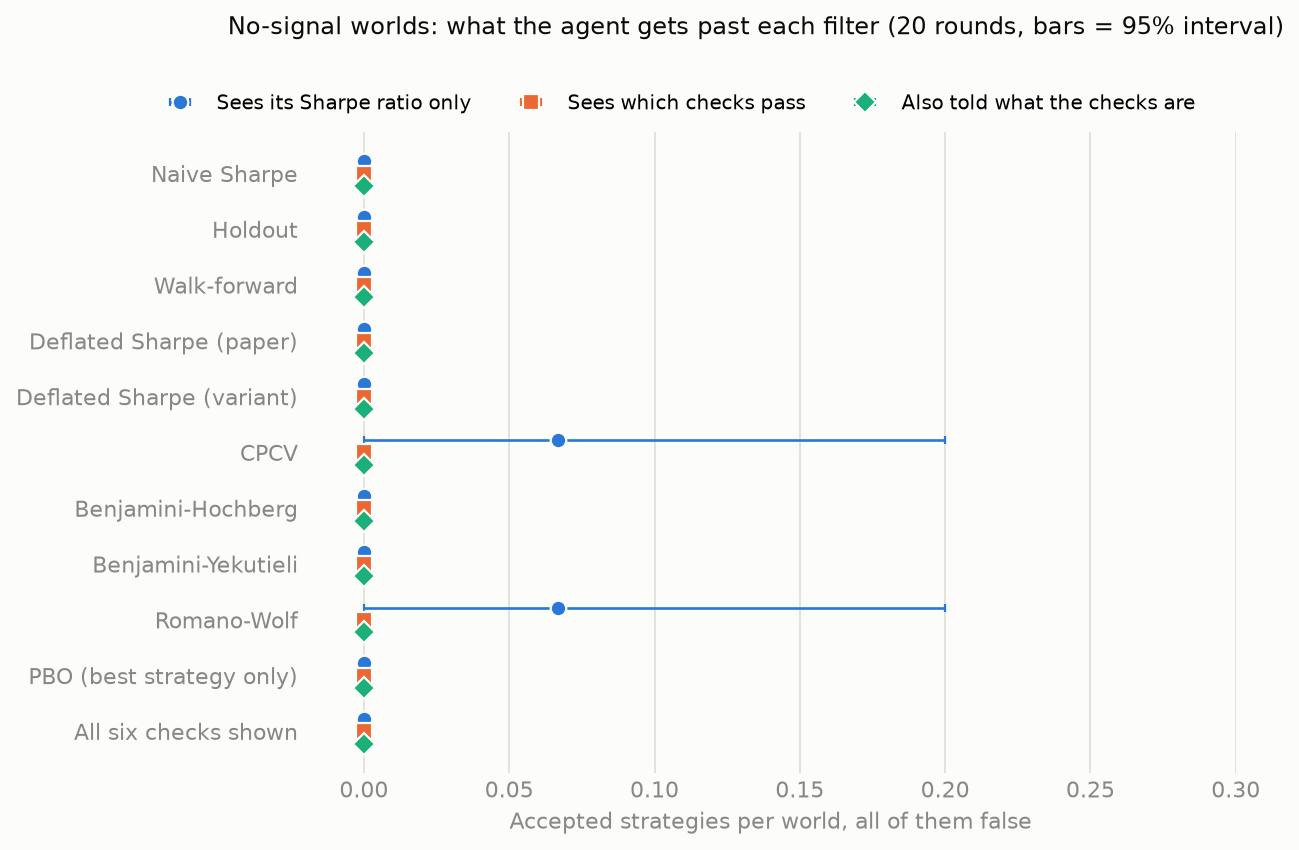 No-signal worlds: what the agent gets past each filter (20 rounds, bars = 95% interval)
Sees its Sharpe ratio only
Sees which checks pass
Also told what the checks are
Naive Sharpe
Holdout
Walk-forward
Deflated Sharpe (paper)
Deflated Sharpe (variant)
CPCV
Benjamini-Hochberg
Benjamini-Yekutieli
Romano-Wolf
PBO (best strategy only)
All six checks shown
0.00 0.05 0.10 0.15 0.20 0.25 0.30
Accepted strategies per world, all of them false